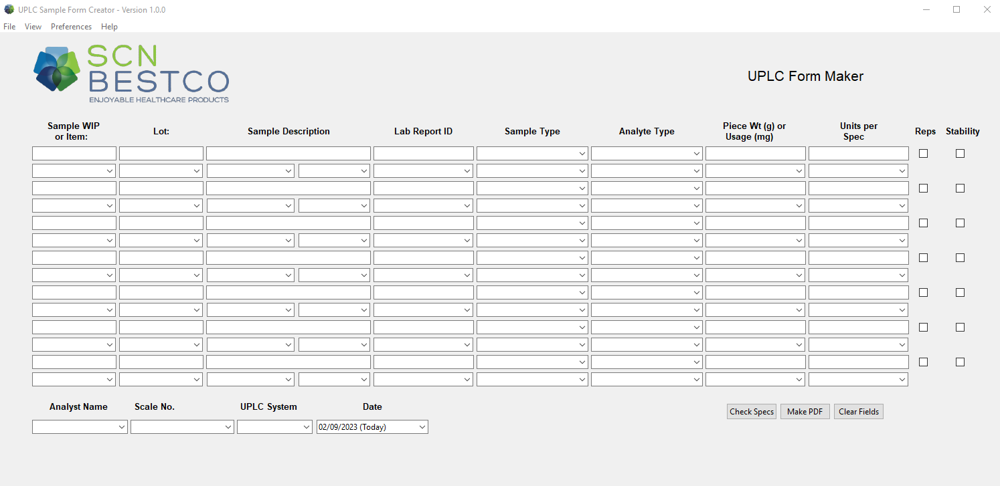 UPLC Sample Form Creator - Version 1.0.0
File View Preferences Help
SCN
BESTCO
ENJOYABLE HEALTHCARE PRODUCTS
UPLC Form Maker
Sample WIP
or Item:
Lot:
Sample Description
Lab Report ID
Sample Type
Analyte Type
Piece Wt (g) or
Usage (mg)
Units per
Spec
Reps
Stability
Analyst Name
Scale No.
UPLC System
Date
02/09/2023 (Today)
Check Specs
Make PDF
Clear Fields